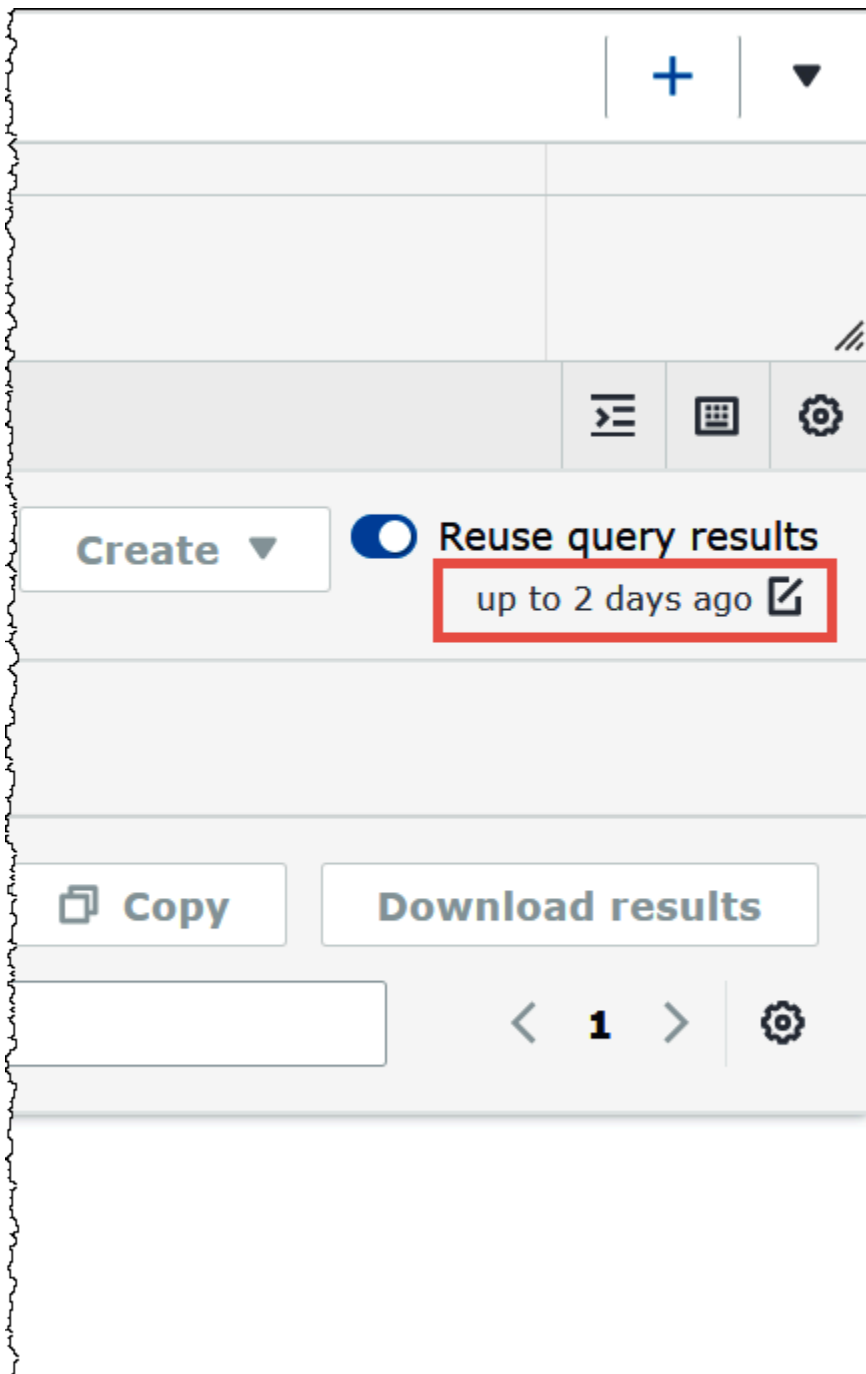 Create
Reuse query results
up to 2 days ago
Copy
Download results
1